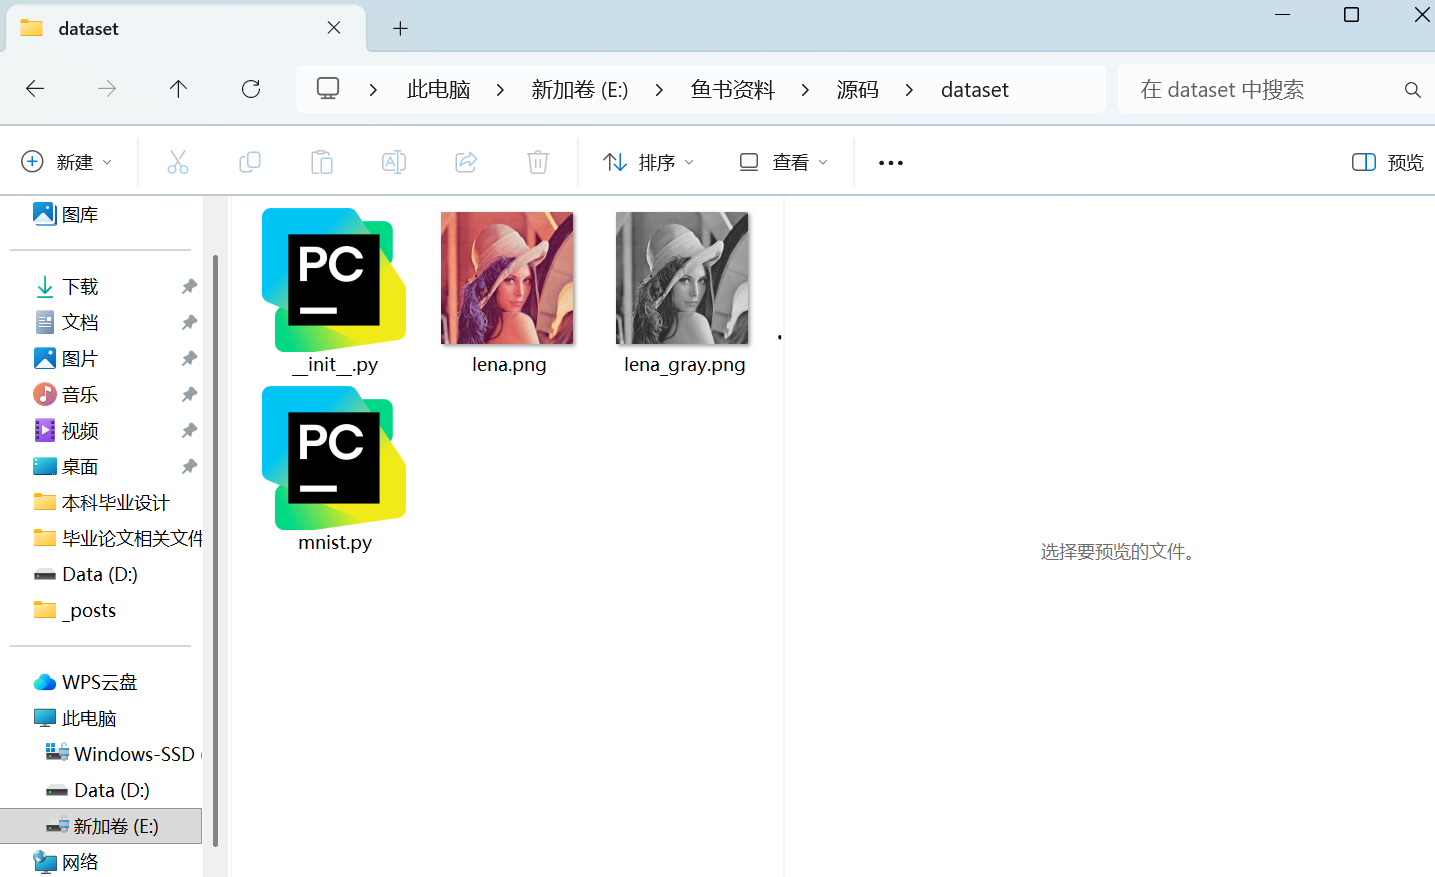 dataset
此电脑 新加卷 (E:) 鱼书资料 源码 dataset
在 dataset 中搜索
新建 排序 查看 预览
图库
下载
文档
图片
音乐
视频
桌面
本科毕业设计
毕业论文相关文件
Data (D:)
_posts
WPS云盘
此电脑
Windows-SSD (
Data (D:)
新加卷 (E:)
网络
PC
__init__.py
lena.png
lena_gray.png
PC
mnist.py
选择要预览的文件。